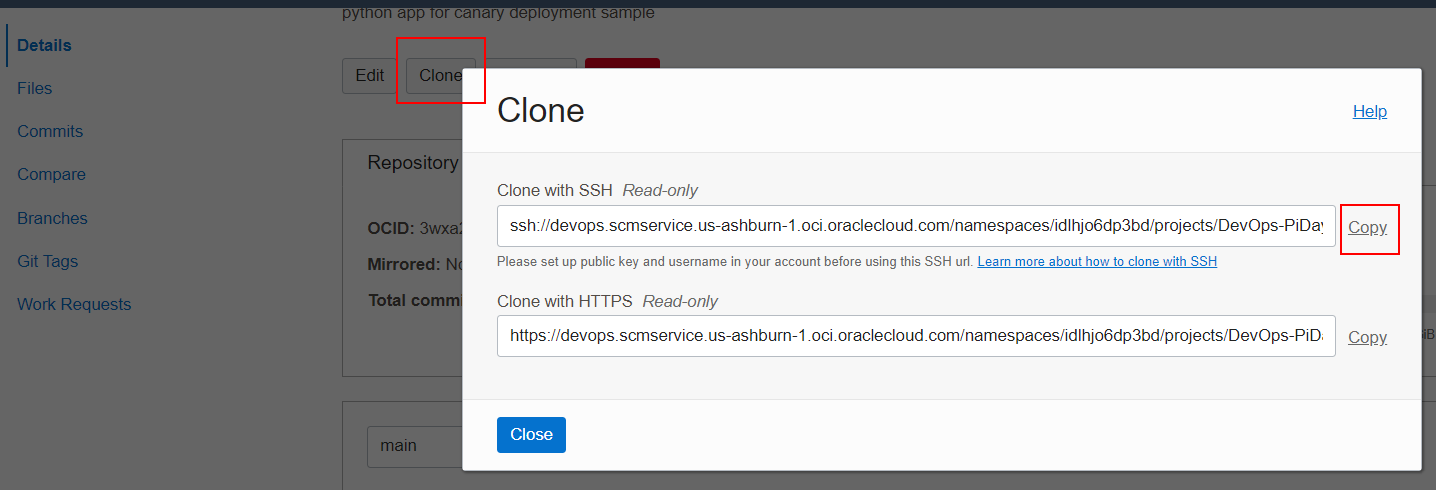 python app for canary deployment sample
Details
Files
Commits
Compare
Branches
Git Tags
Work Requests
Edit
Clone
Repository
OCID: 3wxa2
Mirrored: No
Total commi
main
Clone
Help
Clone with SSH Read-only
ssh://devops.scmservice.us-ashburn-1.oci.oraclecloud.com/namespaces/idlhjo6dp3bd/projects/DevOps-PiDay
Copy
Please set up public key and username in your account before using this SSH url. Learn more about how to clone with SSH
Clone with HTTPS Read-only
https://devops.scmservice.us-ashburn-1.oci.oraclecloud.com/namespaces/idlhjo6dp3bd/projects/DevOps-PiDa
Copy
Close